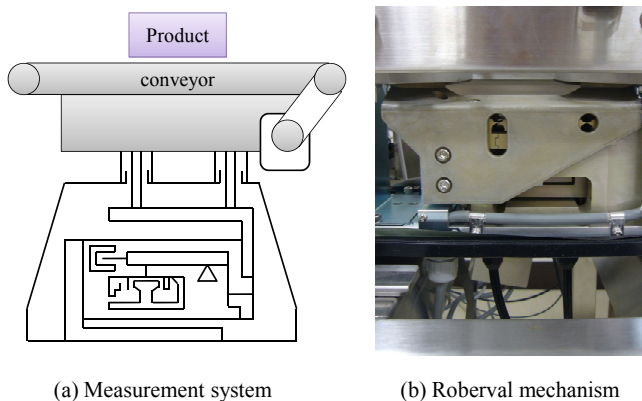 Product
conveyor
(a) Measurement system
(b) Roberval mechanism